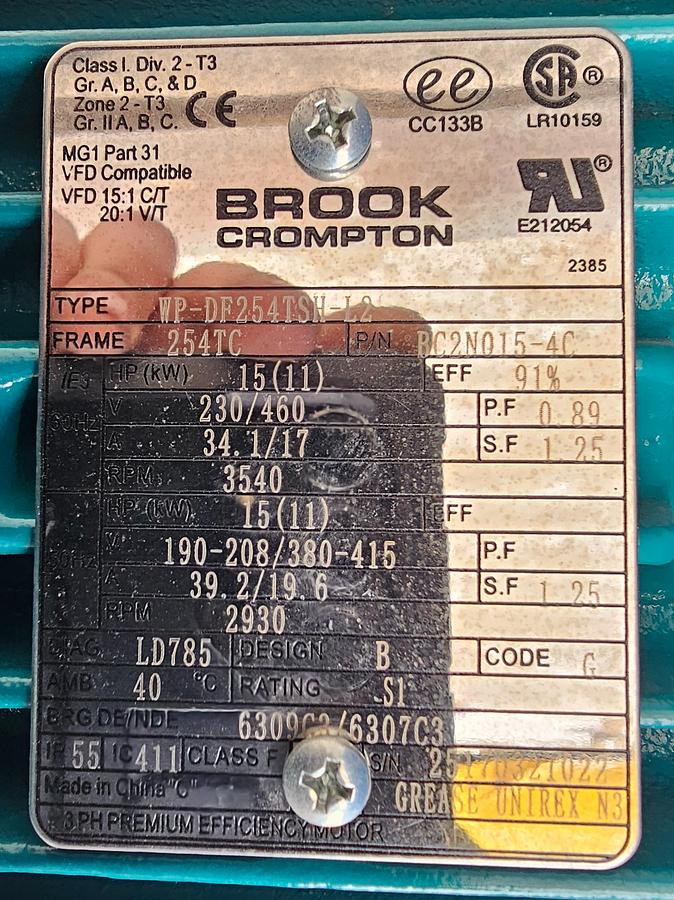 Class I. Div. 2 - T3
Gr. A, B, C, & D
Zone 2 - T3
Gr. II A, B, C.
CE
ee
CC133B
SA ®
LR10159
MG1 Part 31
VFD Compatible
VFD 15:1 C/T
20:1 V/T
BROOK
CROMPTON
RU ®
E212054
2385
TYPE WP-DF254TSH-L2
FRAME 254TC P/N BC2N015-4C
IE3 HP (kW) 15(11) EFF 91%
60Hz V 230/460 P.F 0.89
A 34.1/17 S.F 1.25
RPM 3540
HP (kW) 15(11) EFF
50Hz V 190-208/380-415 P.F
A 39.2/19.6 S.F 1.25
RPM 2930
DIAG LD785 DESIGN B CODE G
AMB 40 °C RATING S1
BRG DE/NDE 6309C3/6307C3
IP 55 IC 411 CLASS F S/N
Made in China "C" GREASE UNIREX N3
3 PH PREMIUM EFFICIENCY MOTOR